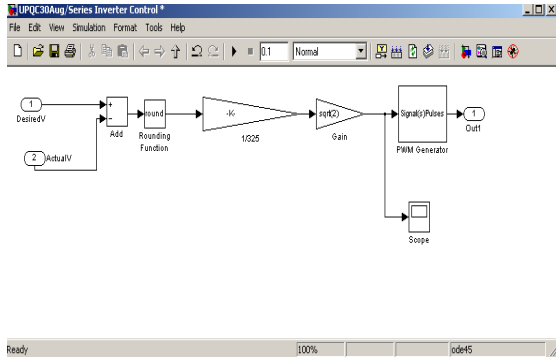 UPQC30Aug/Series Inverter Control *
File Edit View Simulation Format Tools Help
0.1 Normal
1
DesiredV
2
ActualV
+
−
Add
round
Rounding
Function
-K-
1/325
sqrt(2)
Gain
Signal(s)Pulses
PWM Generator
1
Out1
Scope
Ready 100% ode45